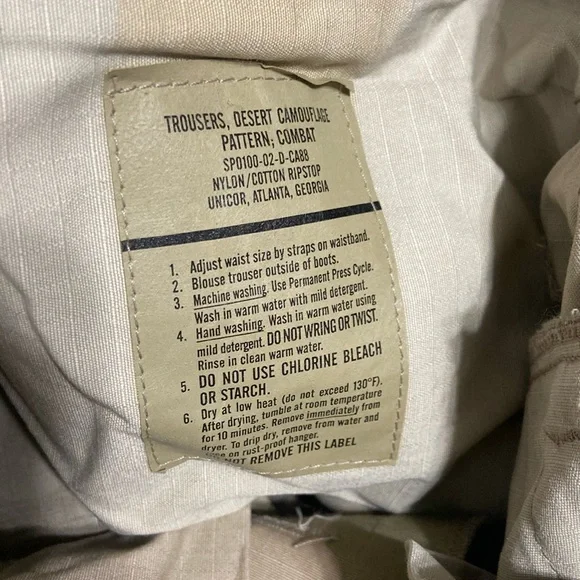 TROUSERS, DESERT CAMOUFLAGE
PATTERN; COMBAT
SPO100-02-D-CA88
NYLON/COTTON RIPSTOP
UNICOR, ATLANTA, GEORGIA
1. Adjust waist size by straps on waistband.
2. Blouse trouser outside of boots.
3. Machine washing. Use Permanent Press Cycle.
Wash in warm water with mild detergent.
4. Hand washing. Wash in warm water using
mild detergent. DO NOT WRING OR TWIST.
Rinse in clean warm water.
5. DO NOT USE CHLORINE BLEACH
OR STARCH.
6. Dry at low heat (do not exceed 130°F).
After drying, tumble at room temperature
for 10 minutes. Remove immediately from
dryer. To drip dry, remove from water and
on rust-proof hanger.
NOT REMOVE THIS LABEL